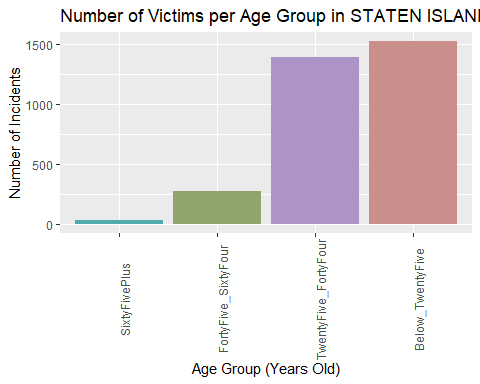 Number of Victims per Age Group in STATEN ISLAN
Number of Incidents
1500
1000
500
0
SixtyFivePlus
FortyFive_SixtyFour
TwentyFive_FortyFour
Below_TwentyFive
Age Group (Years Old)